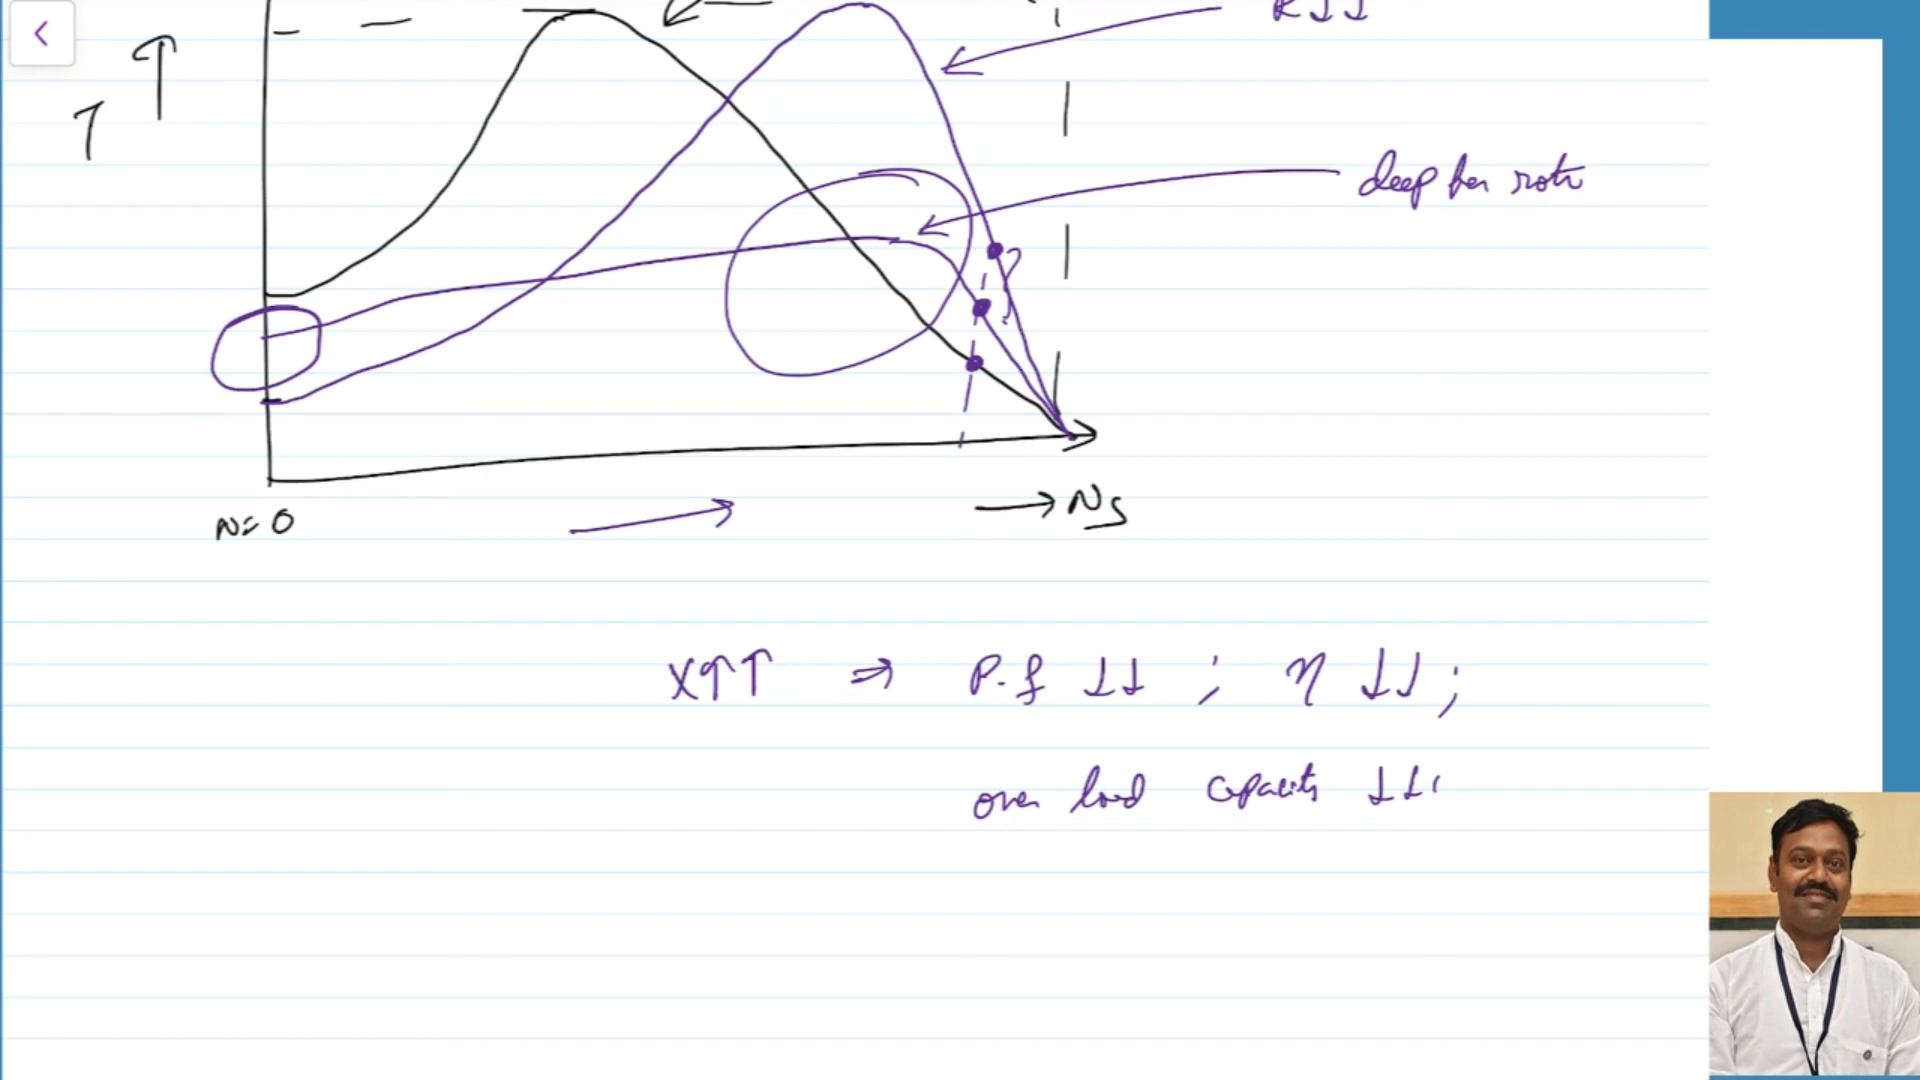 R↓↓
↑
τ
deep bar rotor
N=0
→ Ns
X↑↑ ⇒ P.f ↓↓ ; η ↓↓ ;
over load capacity ↓↓